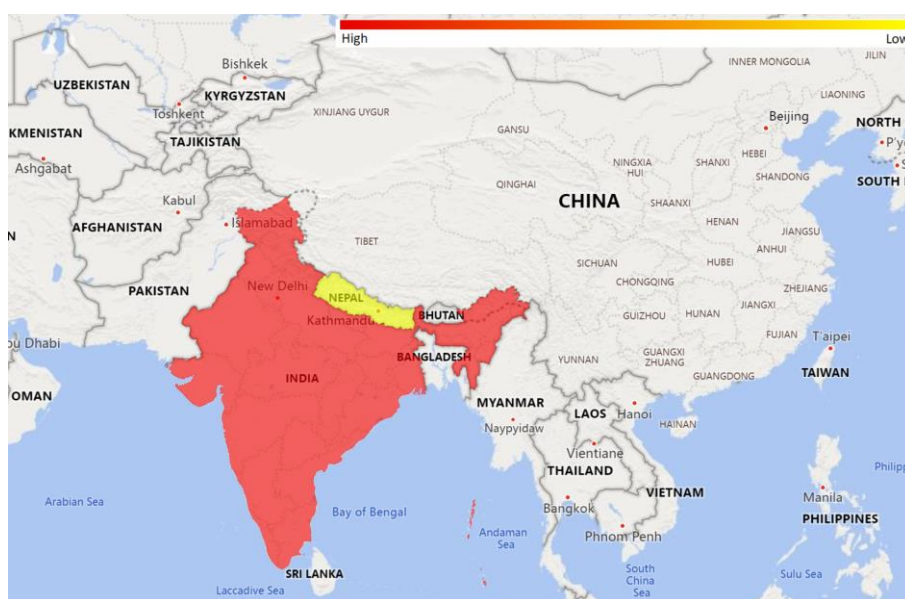 High
Low
INNER MONGOLIA
JILIN
Bishkek
UZBEKISTAN
KYRGYZSTAN
LIAONING
Toshkent
XINJIANG UYGUR
Beijing
NORTH
KMENISTAN
GANSU
TAJIKISTAN
HEBEI
Ashgabat
NINGXIA
HUI
SHANXI
SHANDONG
SOUTH
QINGHAI
Kabul
CHINA
SHAANXI
Islamabad
HENAN
JIANGSU
AFGHANISTAN
TIBET
ANHUI
SICHUAN
HUBEI
CHONGQING
ZHEJIANG
PAKISTAN
New Delhi
NEPAL
JIANGXI
BHUTAN
GUIZHOU
HUNAN
Kathmandu
FUJIAN
T'aipei
BANGLADESH
YUNNAN
GUANGXI
ZHUANG
TAIWAN
INDIA
GUANGDONG
OMAN
MYANMAR
LAOS
Hanoi
HAINAN
Naypyidaw
Vientiane
THAILAND
VIETNAM
Arabian Sea
Manila
Bay of Bengal
Bangkok
PHILIPPINES
Andaman
Sea
Phnom Penh
SRI LANKA
South
China
Sea
Sulu Sea
Laccadive Sea